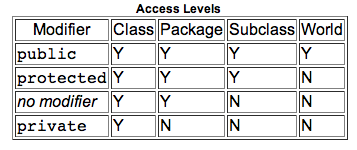 Access Levels
Modifier Class Package Subclass World
public Y Y Y Y
protected Y Y Y N
no modifier Y Y N N
private Y N N N